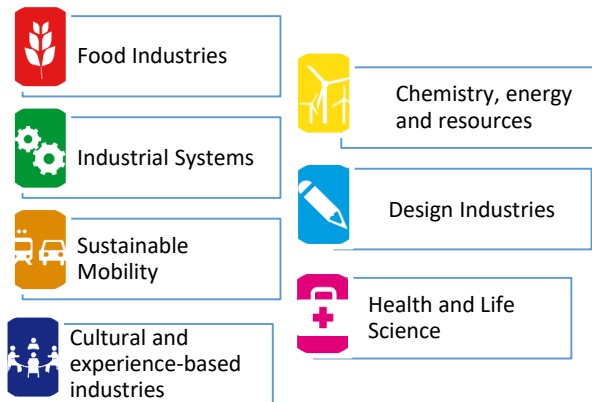 Food Industries
Industrial Systems
Sustainable
Mobility
Cultural and
experience-based
industries
Chemistry, energy
and resources
Design Industries
Health and Life
Science